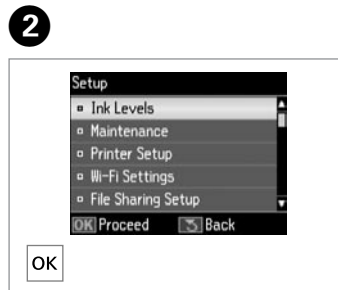 2
Setup
Ink Levels
Maintenance
Printer Setup
Wi-Fi Settings
File Sharing Setup
OK Proceed Back
OK